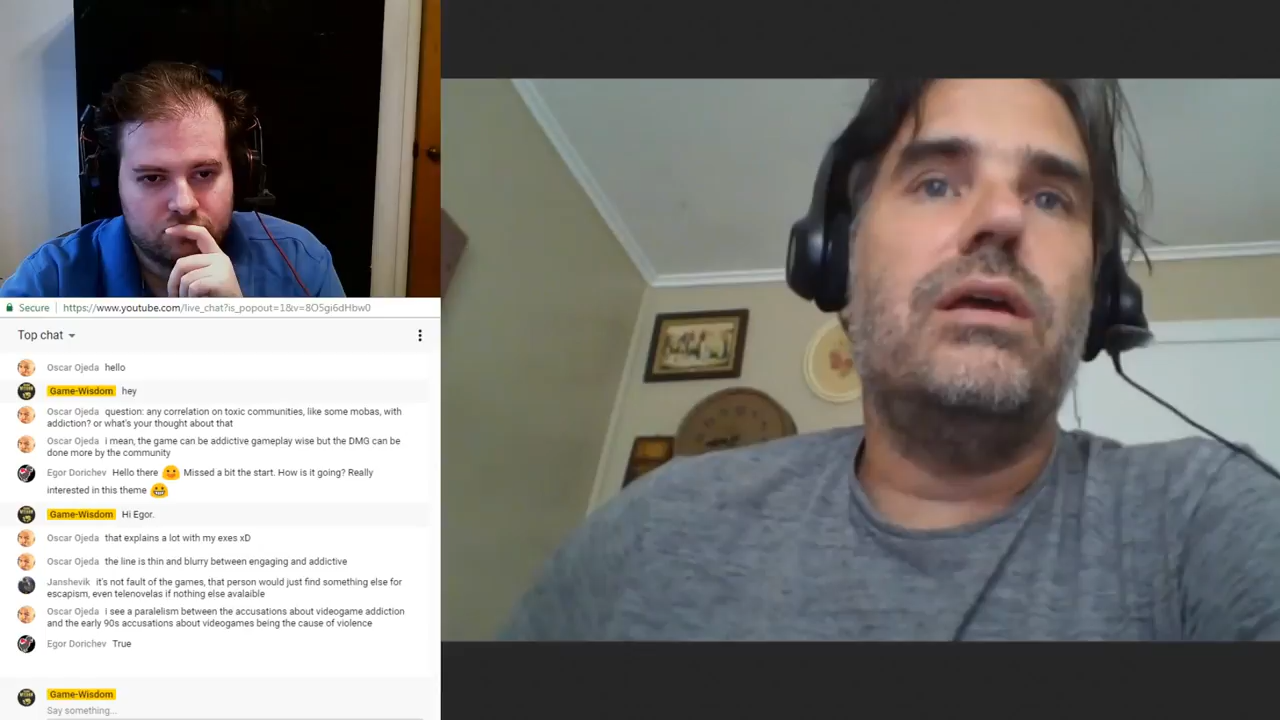 Secure https://www.youtube.com/live_chat?is_popout=1&v=8O5gi6dHbw0
Top chat
Oscar Ojeda hello
Game-Wisdom hey
Oscar Ojeda question: any correlation on toxic communities, like some mobas, with
addiction? or what's your thought about that
Oscar Ojeda i mean, the game can be addictive gameplay wise but the DMG can be
done more by the community
Egor Dorichev Hello there 😛 Missed a bit the start. How is it going? Really
interested in this theme 😁
Game-Wisdom Hi Egor.
Oscar Ojeda that explains a lot with my exes xD
Oscar Ojeda the line is thin and blurry between engaging and addictive
Janshevik it's not fault of the games, that person would just find something else for
escapism, even telenovelas if nothing else avalaible
Oscar Ojeda i see a paralelism between the accusations about videogame addiction
and the early 90s accusations about videogames being the cause of violence
Egor Dorichev True
Game-Wisdom
Say something...